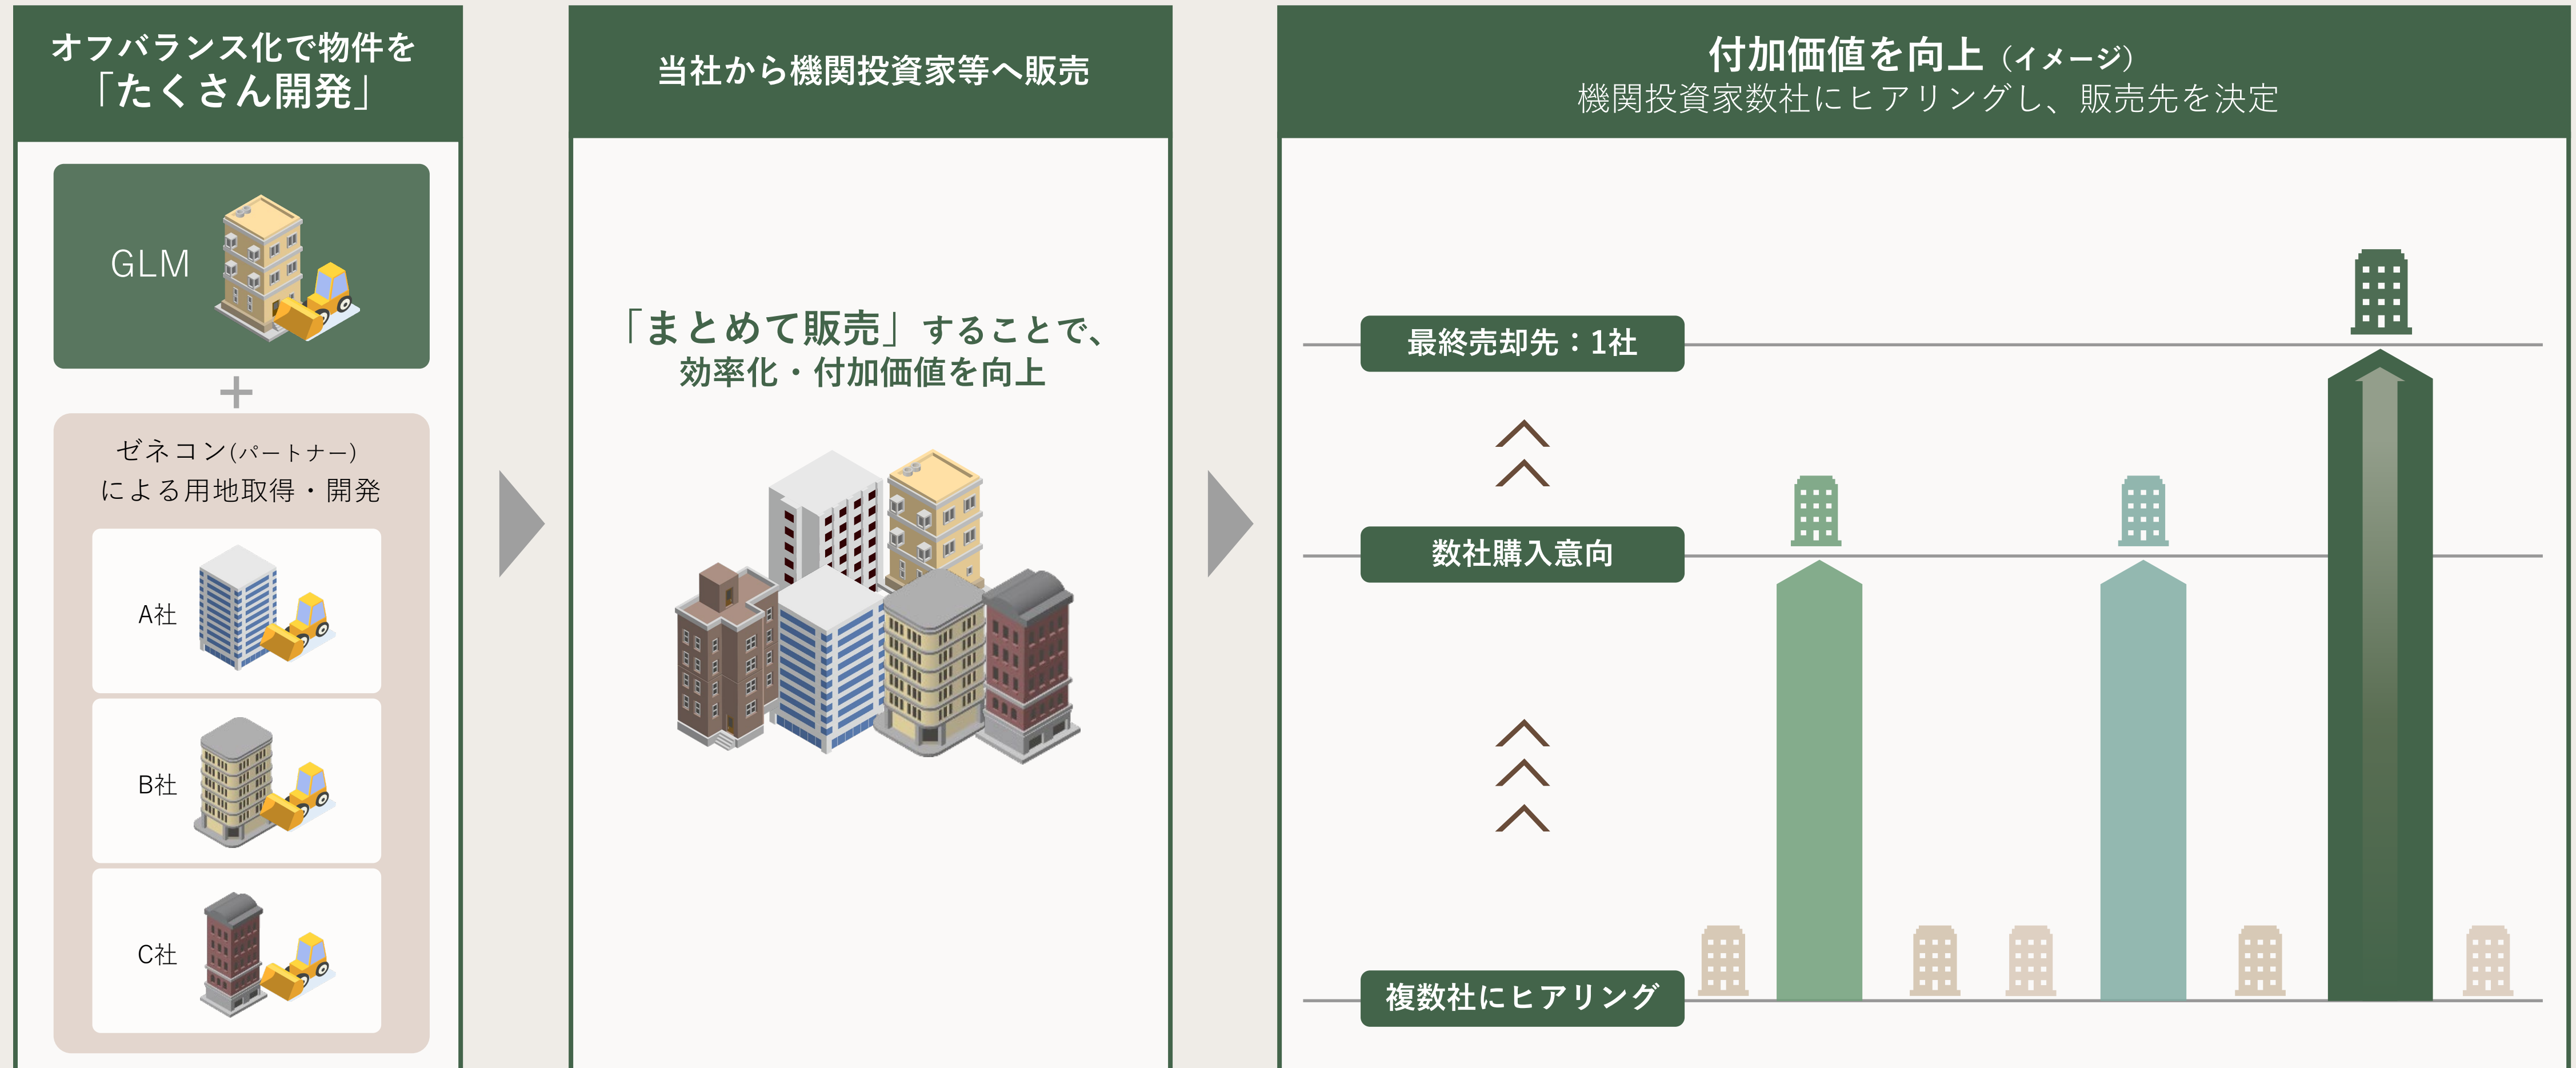 オフバランス化で物件を
「たくさん開発」
GLM
+
ゼネコン(パートナー)
による用地取得・開発
A社
B社
C社
当社から機関投資家等へ販売
「まとめて販売」することで、
効率化・付加価値を向上
付加価値を向上（イメージ）
機関投資家数社にヒアリングし、販売先を決定
最終売却先：1社
数社購入意向
複数社にヒアリング